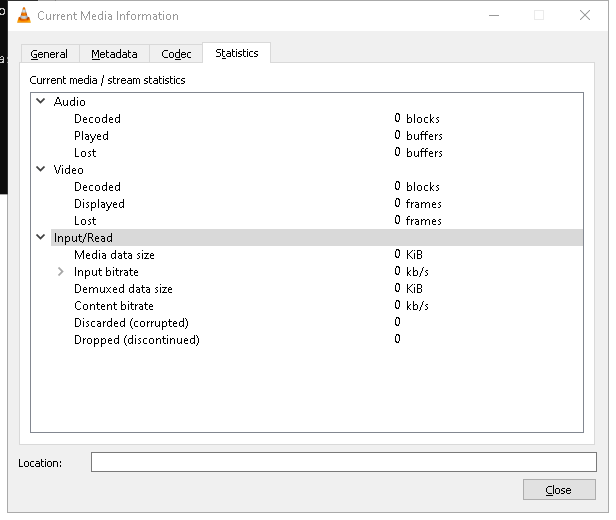 Current Media Information
General Metadata Codec Statistics
Current media / stream statistics
Audio
Decoded 0 blocks
Played 0 buffers
Lost 0 buffers
Video
Decoded 0 blocks
Displayed 0 frames
Lost 0 frames
Input/Read
Media data size 0 KiB
Input bitrate 0 kb/s
Demuxed data size 0 KiB
Content bitrate 0 kb/s
Discarded (corrupted) 0
Dropped (discontinued) 0
Location:
Close